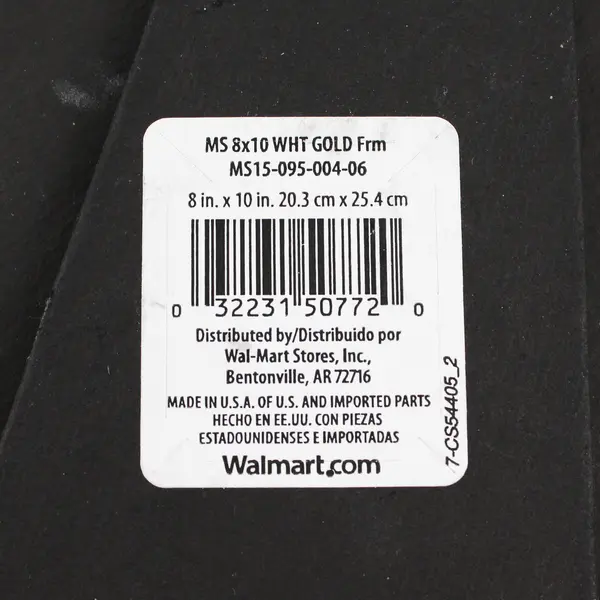 MS 8x10 WHT GOLD Frm
MS15-095-004-06
8 in. x 10 in. 20.3 cm x 25.4 cm
0 32231 50772 0
Distributed by/Distribuido por
Wal-Mart Stores, Inc.,
Bentonville, AR 72716
MADE IN U.S.A. OF U.S. AND IMPORTED PARTS
HECHO EN EE.UU. CON PIEZAS
ESTADOUNIDENSES E IMPORTADAS
Walmart.com
7-CS54405_2